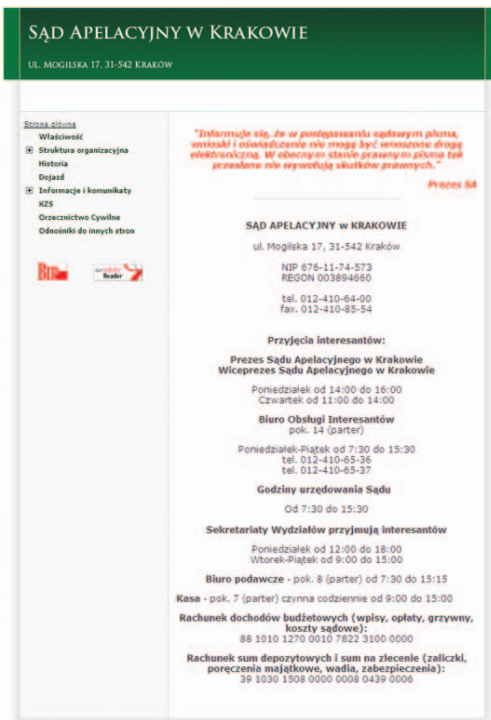 SĄD APELACYJNY W KRAKOWIE
UL. MOGILSKA 17, 31-542 KRAKÓW
Strona główna
Właściwość
Struktura organizacyjna
Historia
Dojazd
Informacje i komunikaty
KZS
Orzecznictwo Cywilne
Odnośniki do innych stron
"Informuje się, że w postępowaniu sądowym pisma,
wnioski i oświadczenia nie mogą być wnoszone drogą
elektroniczną. W obecnym stanie prawnym pisma tak
przesłane nie wywołują skutków prawnych."
Prezes SA
SĄD APELACYJNY w KRAKOWIE
ul. Mogilska 17, 31-542 Kraków
NIP 676-11-74-573
REGON 003894660
tel. 012-410-64-00
fax. 012-410-85-54
Przyjęcia interesantów:
Prezes Sądu Apelacyjnego w Krakowie
Wiceprezes Sądu Apelacyjnego w Krakowie
Poniedziałek od 14:00 do 16:00
Czwartek od 11:00 do 14:00
Biuro Obsługi Interesantów
pok. 14 (parter)
Poniedziałek-Piątek od 7:30 do 15:30
tel. 012-410-65-36
tel. 012-410-65-37
Godziny urzędowania Sądu
Od 7:30 do 15:30
Sekretariaty Wydziałów przyjmują interesantów
Poniedziałek od 12:00 do 18:00
Wtorek-Piątek od 9:00 do 15:00
Biuro podawcze - pok. 8 (parter) od 7:30 do 15:15
Kasa - pok. 7 (parter) czynna codziennie od 9:00 do 15:00
Rachunek dochodów budżetowych (wpisy, opłaty, grzywny,
koszty sądowe):
88 1010 1270 0010 7822 3100 0000
Rachunek sum depozytowych i sum na zlecenie (zaliczki,
poręczenia majątkowe, wadia, zabezpieczenia):
39 1030 1508 0000 0008 0439 0006
bip
Reader